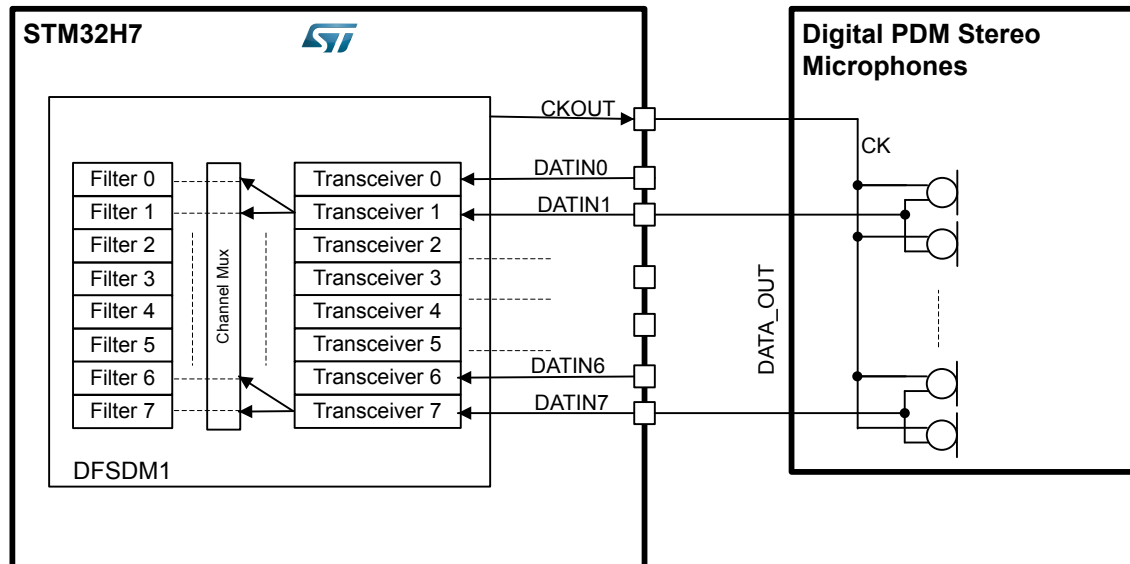 STM32H7
ST
Digital PDM Stereo
Microphones
CKOUT
CK
DATIN0
DATIN1
Filter 0
Filter 1
Filter 2
Filter 3
Filter 4
Filter 5
Filter 6
Filter 7
Channel Mux
Transceiver 0
Transceiver 1
Transceiver 2
Transceiver 3
Transceiver 4
Transceiver 5
Transceiver 6
Transceiver 7
DATIN6
DATIN7
DATA_OUT
DFSDM1